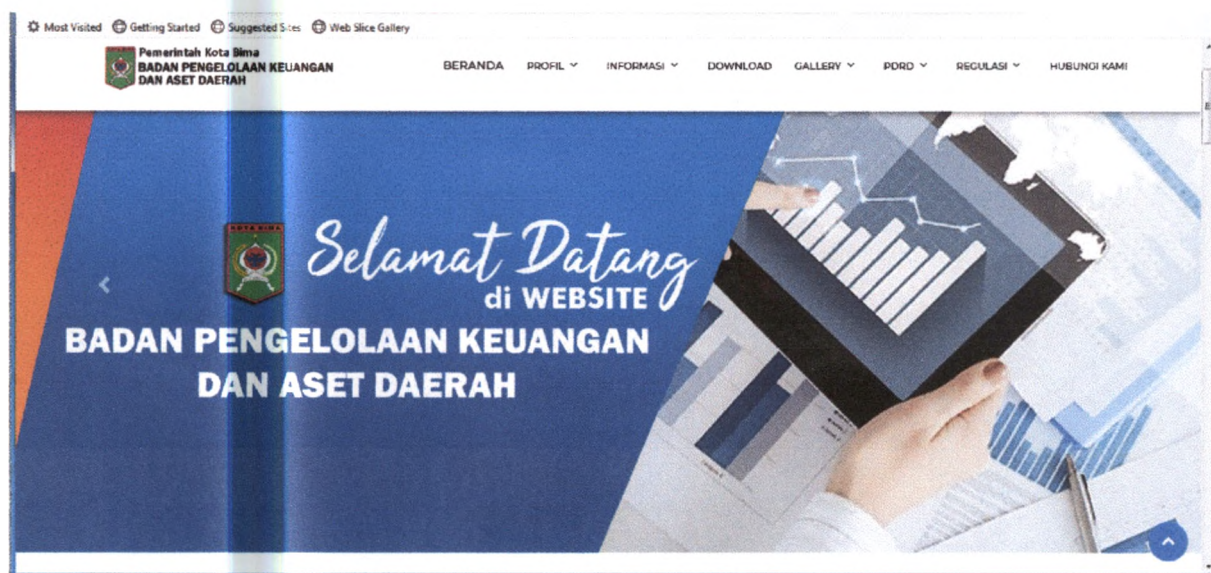 Most Visited Getting Started Suggested Sites Web Slice Gallery
Pemerintah Kota Bima
BADAN PENGELOLAAN KEUANGAN
DAN ASET DAERAH
BERANDA PROFIL INFORMASI DOWNLOAD GALLERY PDRD REGULASI HUBUNGI KAMI
KOTA BIMA
Selamat Datang
di WEBSITE
BADAN PENGELOLAAN KEUANGAN
DAN ASET DAERAH